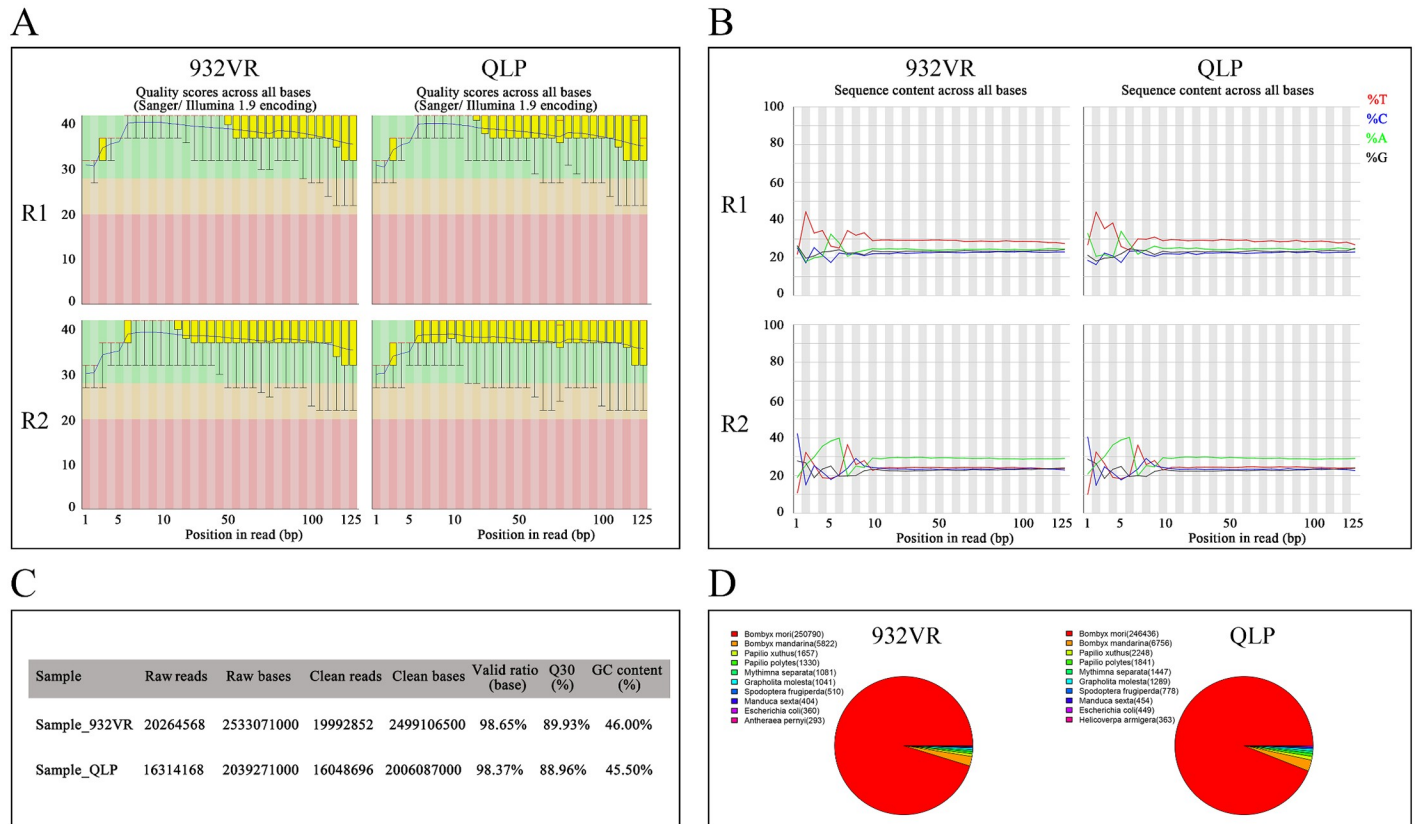 A
932VR
QLP
Quality scores across all bases
(Sanger/ Illumina 1.9 encoding)
Quality scores across all bases
(Sanger/ Illumina 1.9 encoding)
R1
40
30
20
10
0
R2
40
30
20
10
0
1 5 10 50 100 125
1 5 10 50 100 125
Position in read (bp)
Position in read (bp)
B
932VR
QLP
Sequence content across all bases
Sequence content across all bases
%T
%C
%A
%G
R1
100
80
60
40
20
0
R2
100
80
60
40
20
0
1 5 10 50 100 125
1 5 10 50 100 125
Position in read (bp)
Position in read (bp)
C
Sample Raw reads Raw bases Clean reads Clean bases Valid ratio (base) Q30 (%) GC content (%)
Sample_932VR 20264568 2533071000 19992852 2499106500 98.65% 89.93% 46.00%
Sample_QLP 16314168 2039271000 16048696 2006087000 98.37% 88.96% 45.50%
D
932VR
Bombyx mori(250790)
Bombyx mandarina(5822)
Papilio xuthus(1657)
Papilio polytes(1330)
Mythimna separata(1081)
Grapholita molesta(1041)
Spodoptera frugiperda(510)
Manduca sexta(404)
Escherichia coli(360)
Antheraea pernyi(293)
QLP
Bombyx mori(246436)
Bombyx mandarina(6756)
Papilio xuthus(2248)
Papilio polytes(1841)
Mythimna separata(1447)
Grapholita molesta(1289)
Spodoptera frugiperda(778)
Manduca sexta(454)
Escherichia coli(449)
Helicoverpa armigera(363)